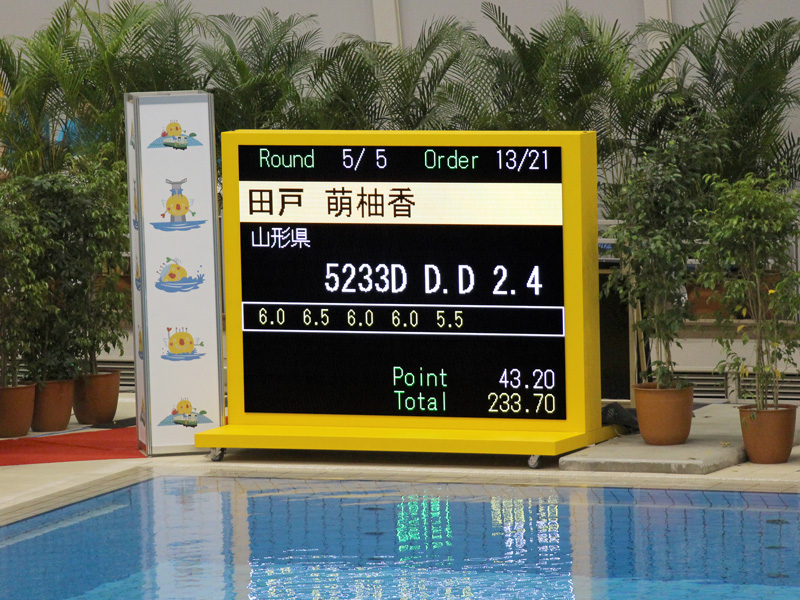 Round 5/ 5 Order 13/21
田戸 萌柚香
山形県
5233D D.D 2.4
6.0 6.5 6.0 6.0 5.5
Point 43.20
Total 233.70